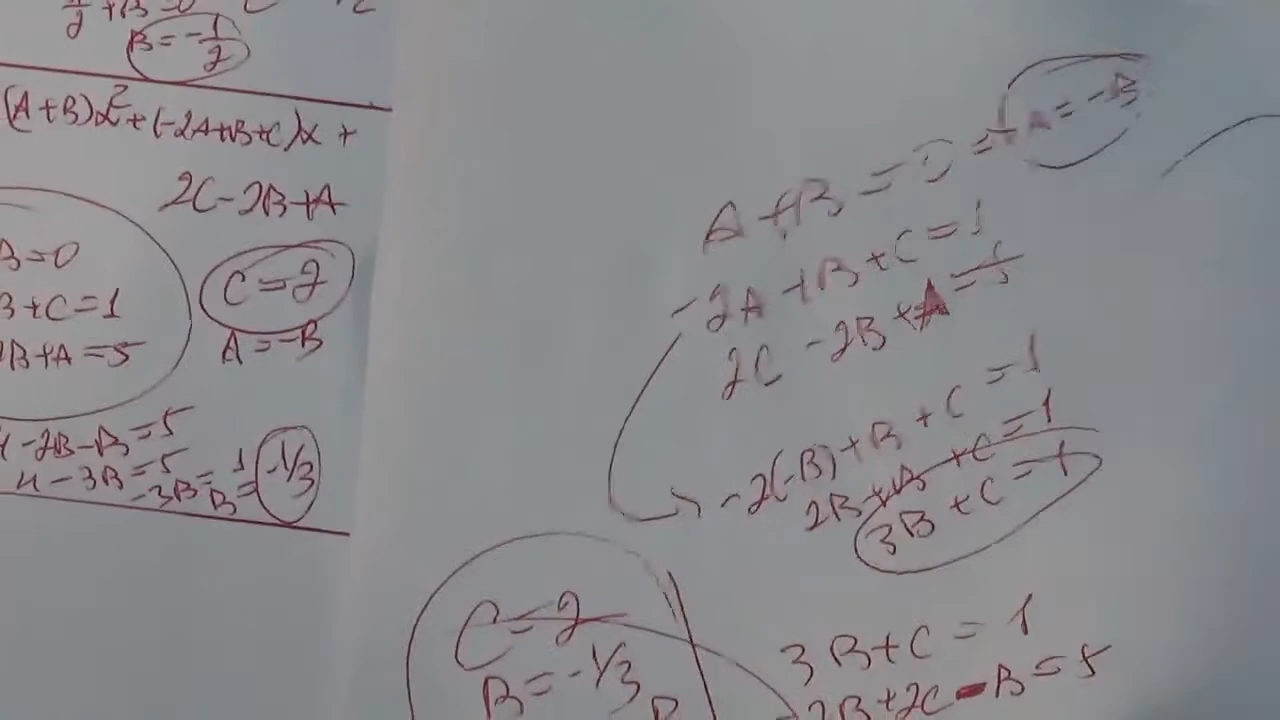 B = -1/2
(A+B)x² + (-2A+B+C)x +
2C-2B+A
B=0
B+C=1
B+A=5
C=2
A=-B
-2B-B=5
4-3B=5
-3B=1
B=-1/3
A+B=0 => A=-B
-2A+B+C=1
2C-2B+A=
-2(-B)+B+C=1
2B+B+C=1
3B+C=1
C=2
B=-1/3
3B+C=1
2B+2C-B=5